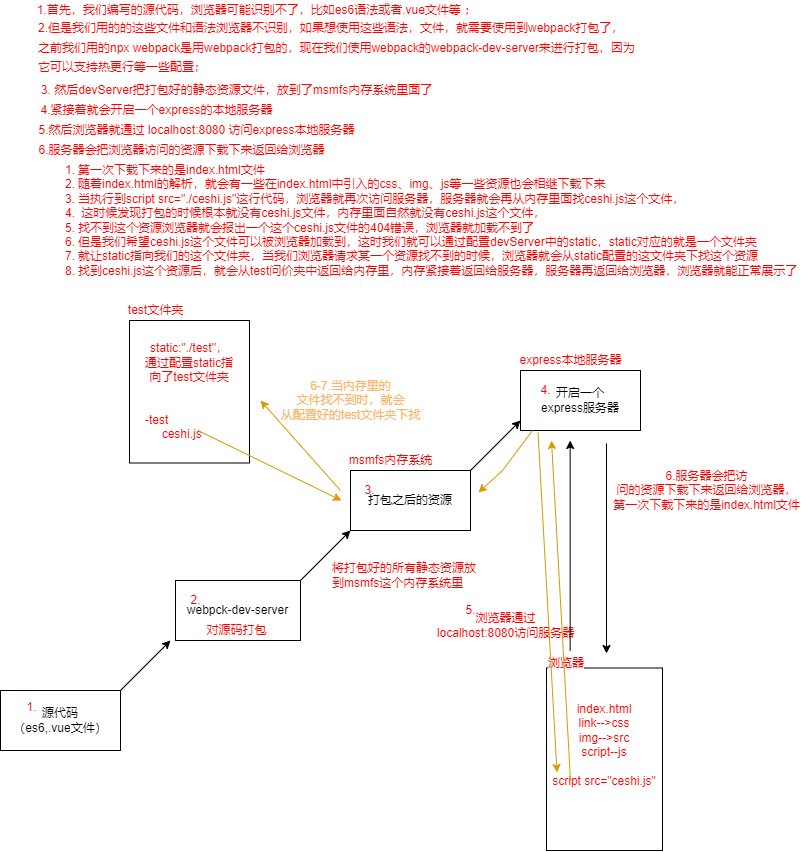 1.首先，我们编写的源代码，浏览器可能识别不了，比如es6语法或者.vue文件等；
2.但是我们用的的这些文件和语法浏览器不识别，如果想使用这些语法，文件，就需要使用到webpack打包了，
之前我们用的npx webpack是用webpack打包的，现在我们使用webpack的webpack-dev-server来进行打包，因为
它可以支持热更行等一些配置；
3. 然后devServer把打包好的静态资源文件，放到了msmfs内存系统里面了
4.紧接着就会开启一个express的本地服务器
5.然后浏览器就通过 localhost:8080 访问express本地服务器
6.服务器会把浏览器访问的资源下载下来返回给浏览器
1. 第一次下载下来的是index.html文件
2. 随着index.html的解析，就会有一些在index.html中引入的css、img、js等一些资源也会相继下载下来
3. 当执行到script src="./ceshi.js"这行代码，浏览器就再次访问服务器，服务器就会再从内存里面找ceshi.js这个文件，
4. 这时候发现打包的时候根本就没有ceshi.js文件，内存里面自然就没有ceshi.js这个文件，
5. 找不到这个资源浏览器就会报出一个这个ceshi.js文件的404错误，浏览器就加载不到了
6. 但是我们希望ceshi.js这个文件可以被浏览器加载到，这时我们就可以通过配置devServer中的static，static对应的就是一个文件夹
7. 就让static指向我们的这个文件夹，当我们浏览器请求某一个资源找不到的时候，浏览器就会从static配置的这文件夹下找这个资源
8. 找到ceshi.js这个资源后，就会从test问价夹中返回给内存里，内存紧接着返回给服务器，服务器再返回给浏览器，浏览器就能正常展示了
test文件夹
static:"./test",
通过配置static指
向了test文件夹
-test
ceshi.js
6-7.当内存里的
文件找不到时，就会
从配置好的test文件夹下找
express本地服务器
4. 开启一个
express服务器
msmfs内存系统
3.
打包之后的资源
6.服务器会把访
问的资源下载下来返回给浏览器，
第一次下载下来的是index.html文件
将打包好的所有静态资源放
到msmfs这个内存系统里
2.
webpck-dev-server
对源码打包
5.
浏览器通过
localhost:8080访问服务器
浏览器
1. 源代码
（es6,.vue文件）
index.html
link-->css
img-->src
script--js
script src="ceshi.js"